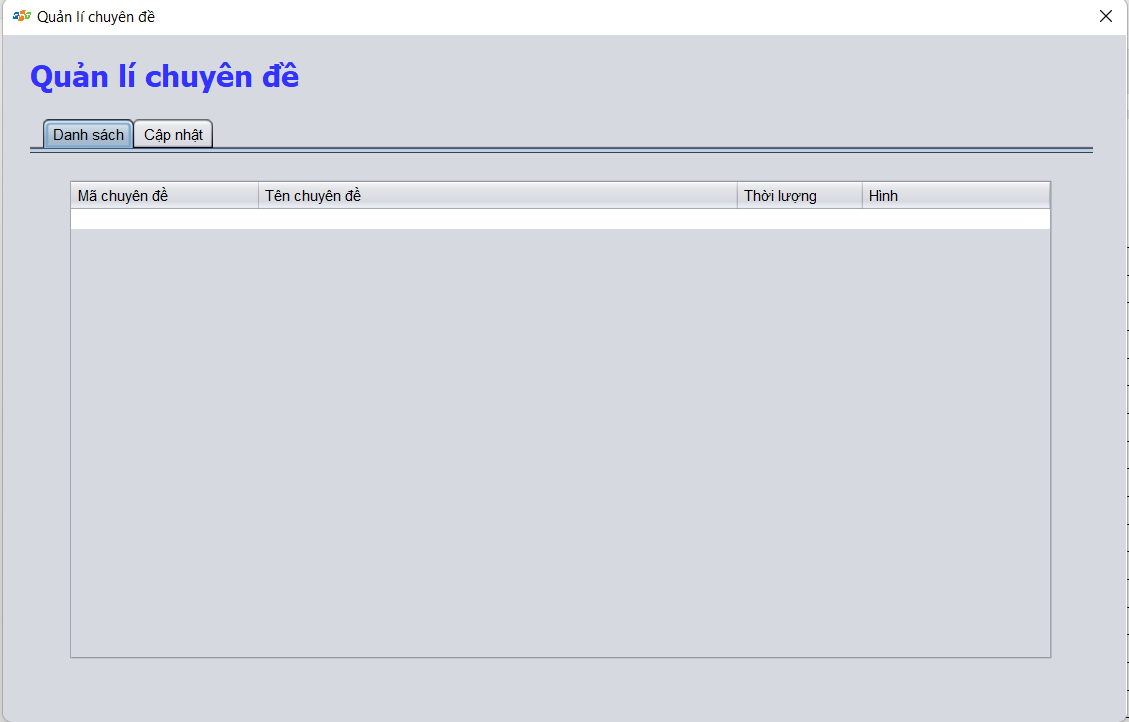 Quản lí chuyên đề
Quản lí chuyên đề
Danh sách Cập nhật
Mã chuyên đề Tên chuyên đề Thời lượng Hình